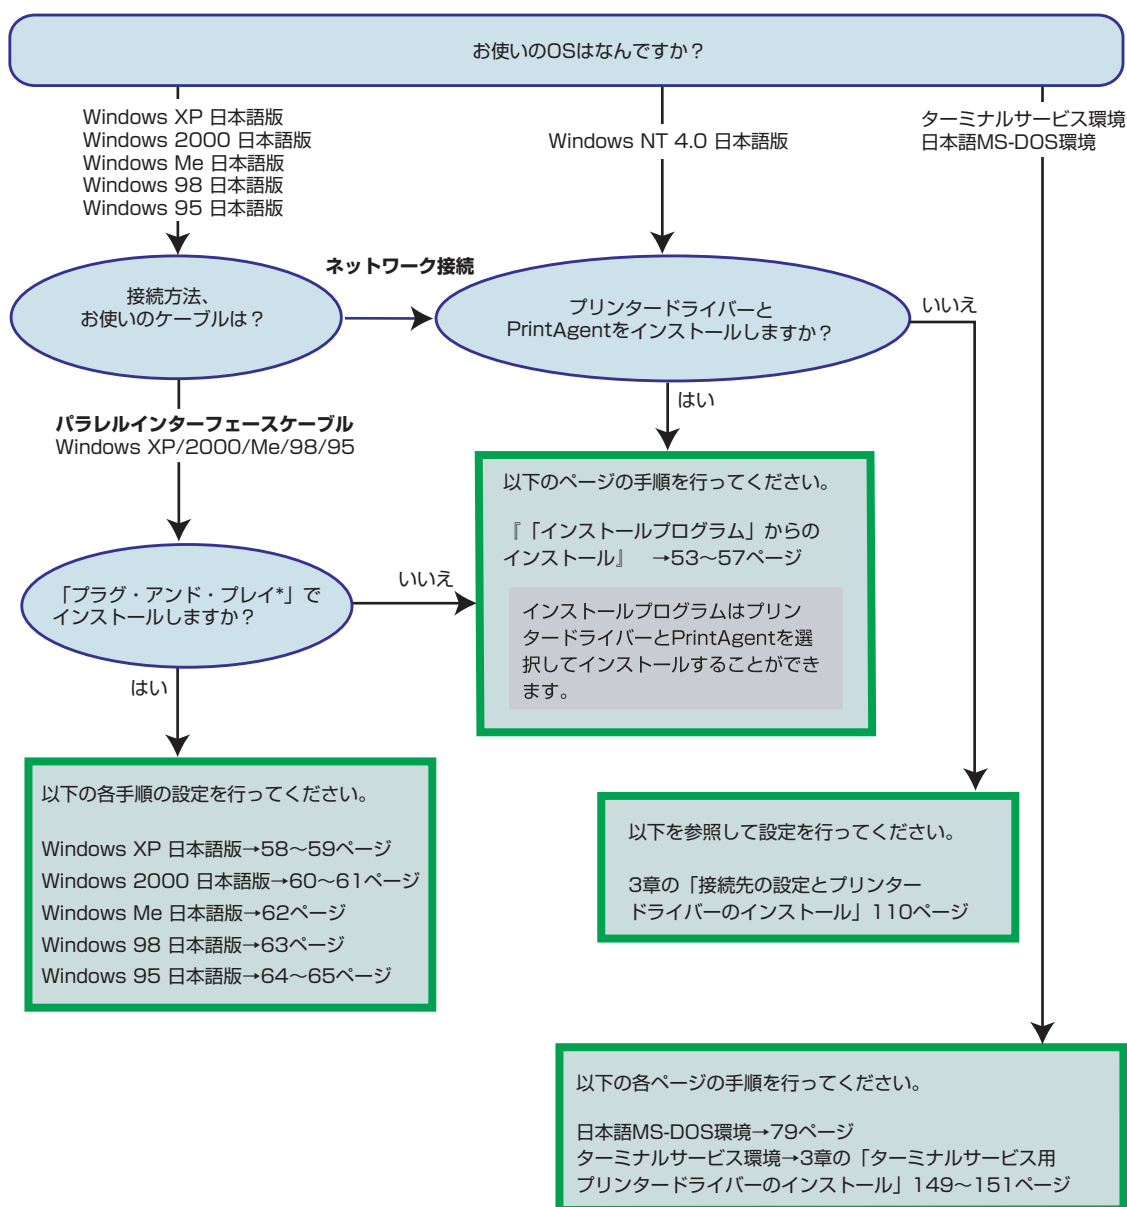 お使いのOSはなんですか？
Windows XP 日本語版
Windows 2000 日本語版
Windows Me 日本語版
Windows 98 日本語版
Windows 95 日本語版
Windows NT 4.0 日本語版
ターミナルサービス環境
日本語MS-DOS環境
接続方法、
お使いのケーブルは？
ネットワーク接続
プリンタードライバーと
PrintAgentをインストールしますか？
いいえ
はい
パラレルインターフェースケーブル
Windows XP/2000/Me/98/95
以下のページの手順を行ってください。
『「インストールプログラム」からの
インストール』　→53～57ページ
インストールプログラムはプリン
タードライバーとPrintAgentを選
択してインストールすることができ
ます。
「プラグ・アンド・プレイ*」で
インストールしますか？
いいえ
はい
以下の各手順の設定を行ってください。
Windows XP 日本語版→58～59ページ
Windows 2000 日本語版→60～61ページ
Windows Me 日本語版→62ページ
Windows 98 日本語版→63ページ
Windows 95 日本語版→64～65ページ
以下を参照して設定を行ってください。
3章の「接続先の設定とプリンター
ドライバーのインストール」110ページ
以下の各ページの手順を行ってください。
日本語MS-DOS環境→79ページ
ターミナルサービス環境→3章の「ターミナルサービス用
プリンタードライバーのインストール」149～151ページ